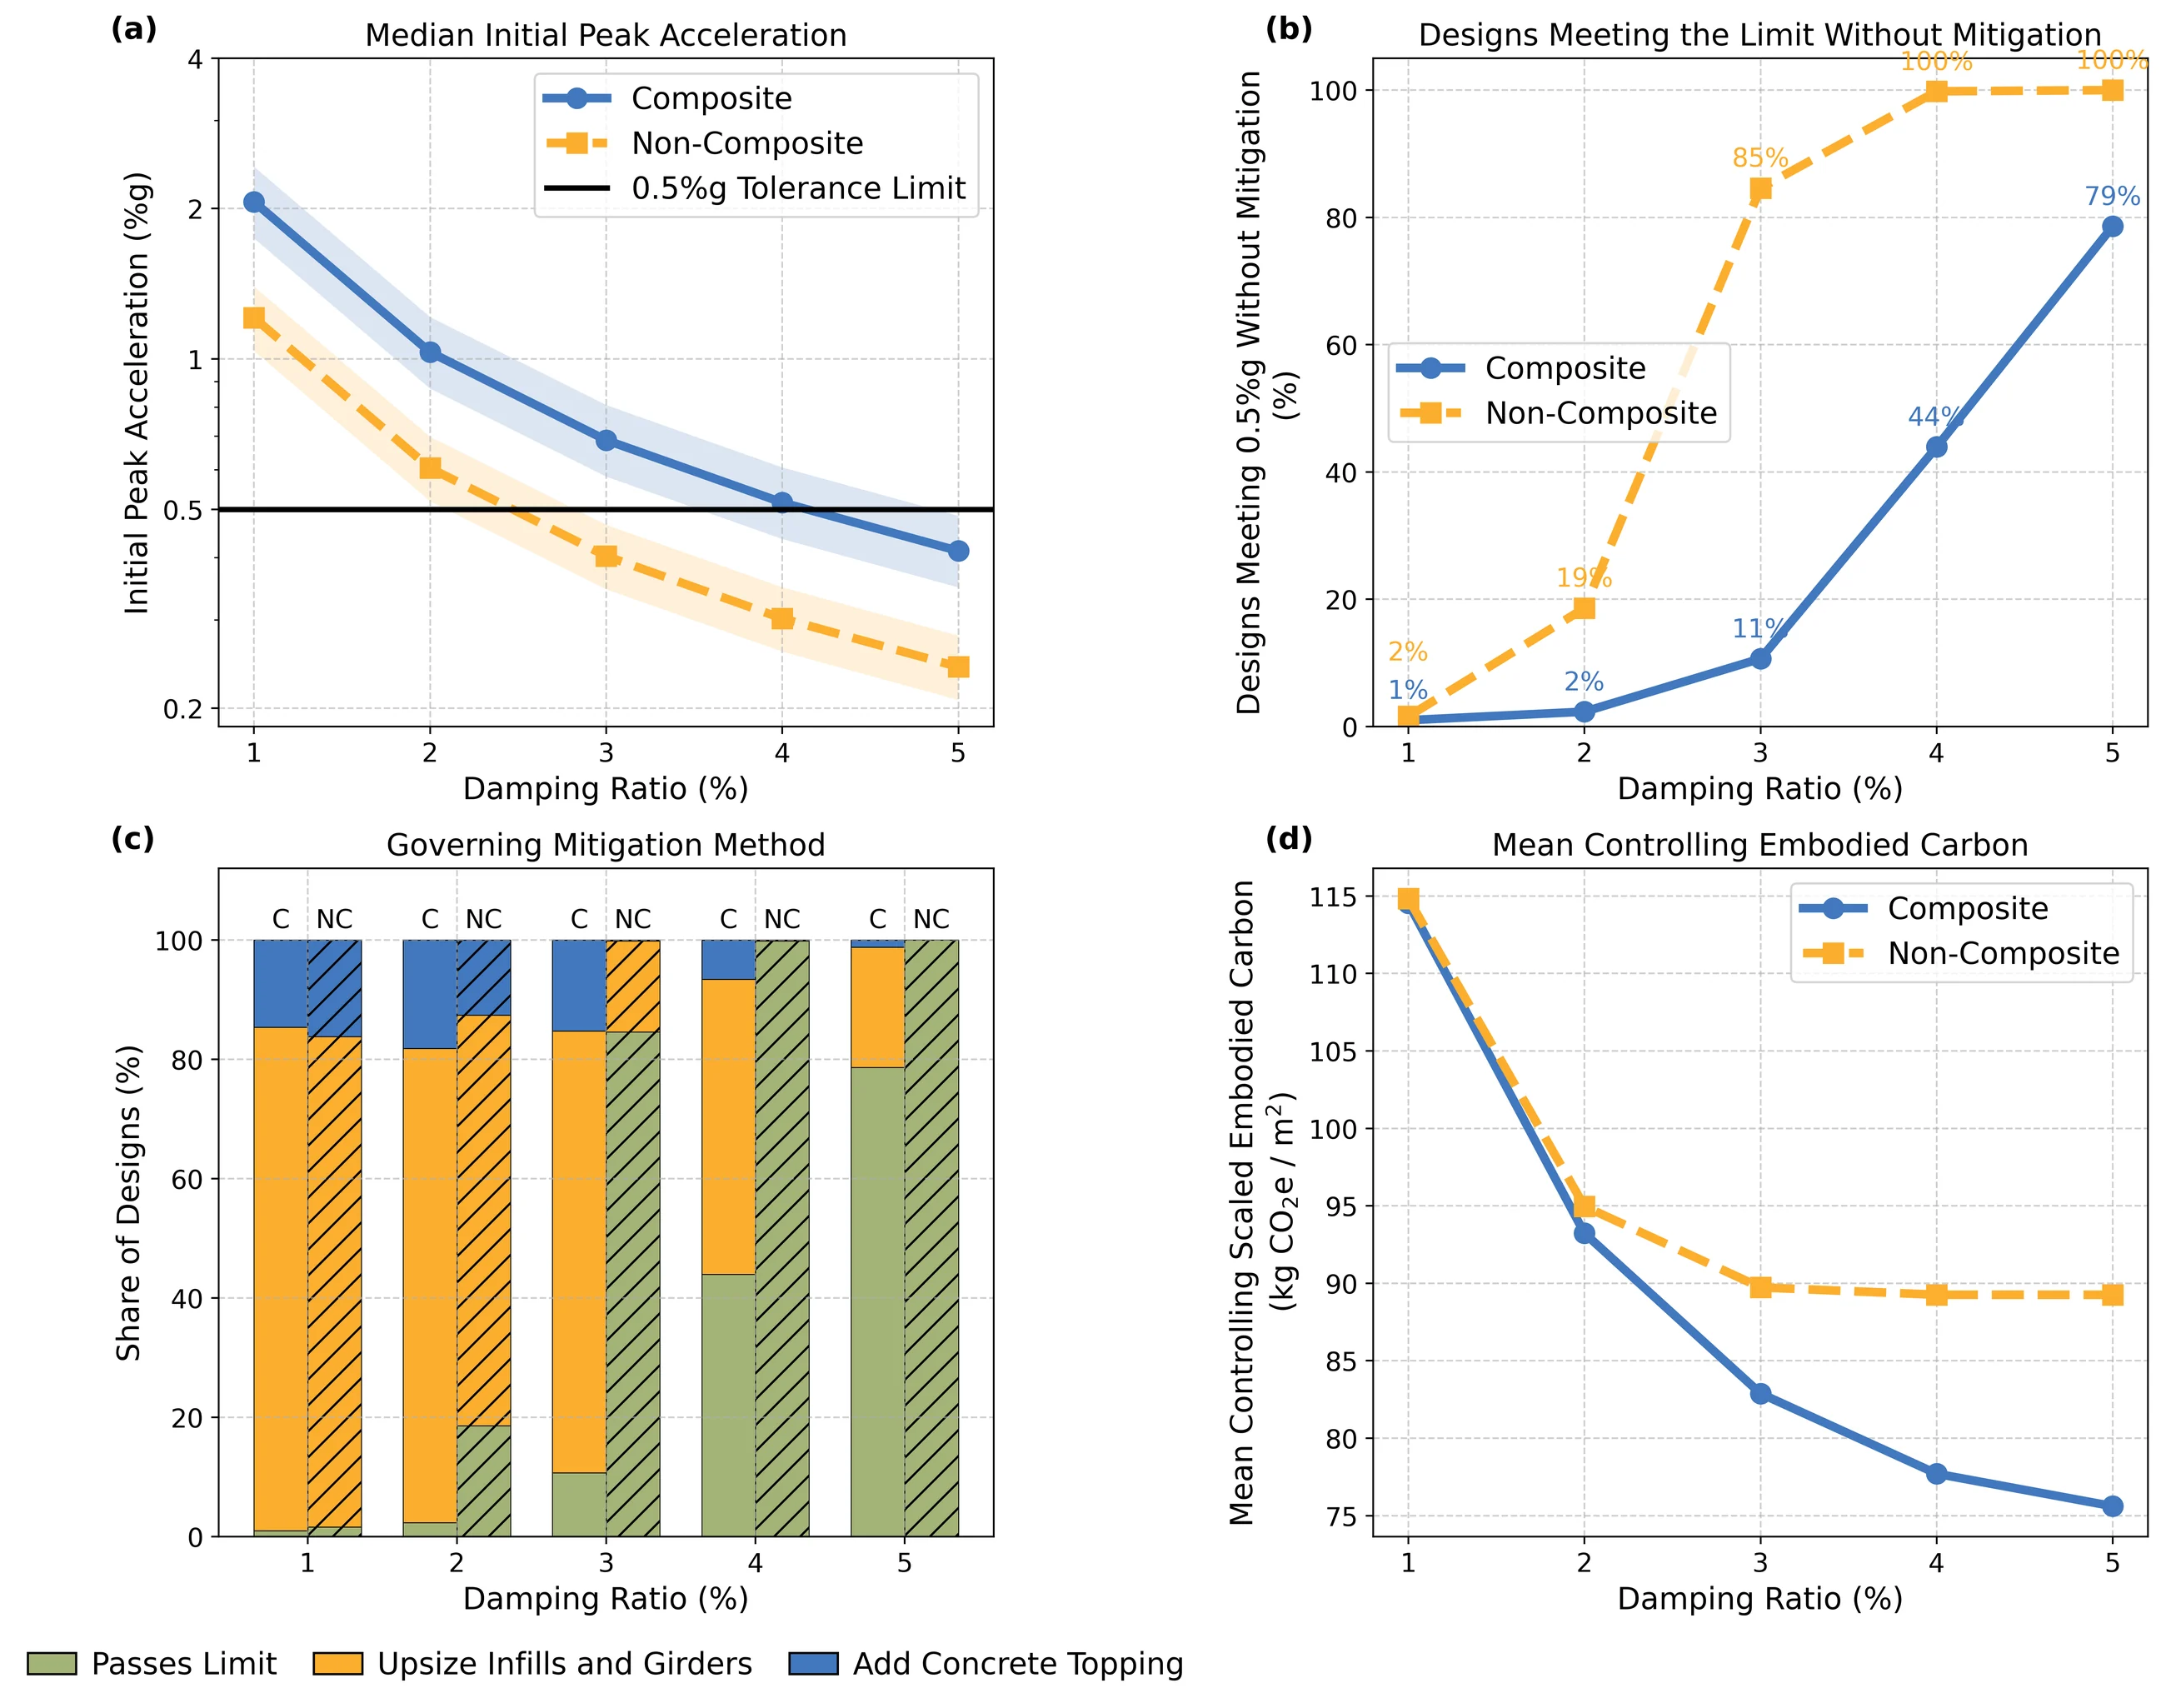 (a)
Median Initial Peak Acceleration
Initial Peak Acceleration (%g)
4
2
1
0.5
0.2
Composite
Non-Composite
0.5%g Tolerance Limit
1 2 3 4 5
Damping Ratio (%)
(b)
Designs Meeting the Limit Without Mitigation
Designs Meeting 0.5%g Without Mitigation
(%)
100
80
60
40
20
0
100% 100%
85%
79%
Composite
Non-Composite
44%
19%
11%
2%
1%
2%
1 2 3 4 5
Damping Ratio (%)
(c)
Governing Mitigation Method
Share of Designs (%)
C NC C NC C NC C NC C NC
100
80
60
40
20
0
1 2 3 4 5
Damping Ratio (%)
(d)
Mean Controlling Embodied Carbon
Mean Controlling Scaled Embodied Carbon
(kg CO₂e / m²)
115
110
105
100
95
90
85
80
75
Composite
Non-Composite
1 2 3 4 5
Damping Ratio (%)
Passes Limit Upsize Infills and Girders Add Concrete Topping